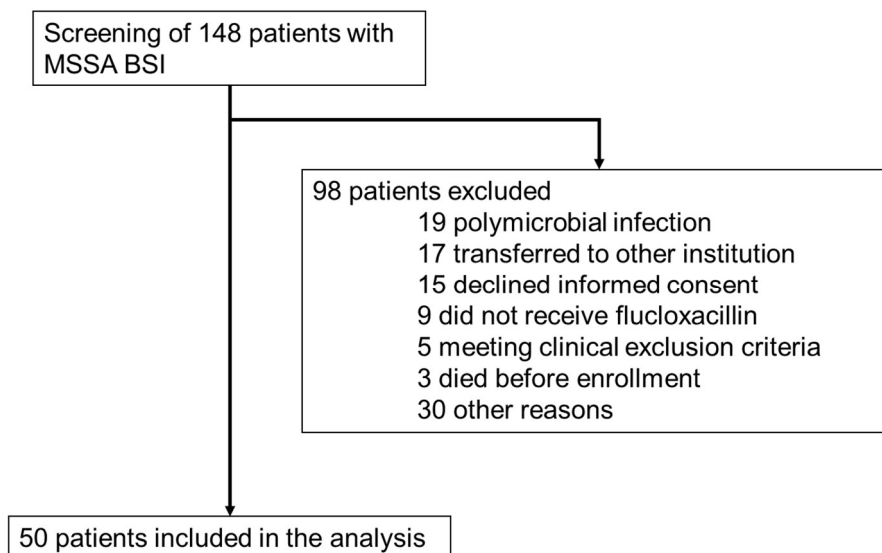 Screening of 148 patients with
MSSA BSI
98 patients excluded
19 polymicrobial infection
17 transferred to other institution
15 declined informed consent
9 did not receive flucloxacillin
5 meeting clinical exclusion criteria
3 died before enrollment
30 other reasons
50 patients included in the analysis